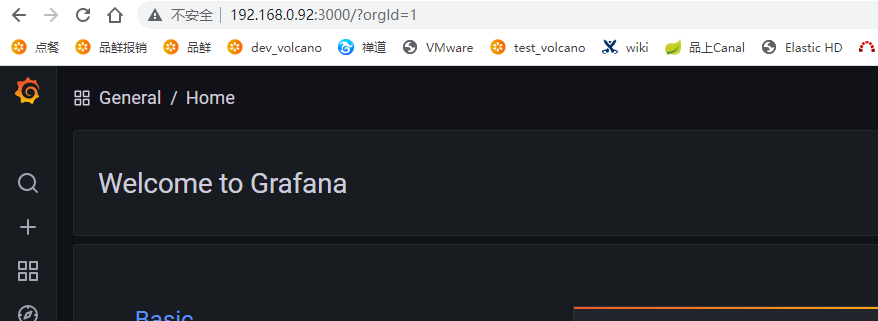 不安全 192.168.0.92:3000/?orgId=1
点餐 品鲜报销 品鲜 dev_volcano 禅道 VMware test_volcano wiki 品上Canal Elastic HD
General / Home
Welcome to Grafana
Basic